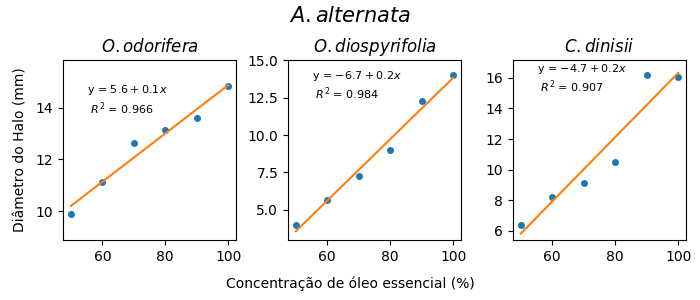 A. alternata
O. odorifera
O. diospyrifolia
C. dinisii
Diâmetro do Halo (mm)
14
12
10
y = 5.6 + 0.1x
R² = 0.966
60
80
100
15.0
12.5
10.0
7.5
5.0
y = −6.7 + 0.2x
R² = 0.984
60
80
100
16
14
12
10
8
6
y = −4.7 + 0.2x
R² = 0.907
60
80
100
Concentração de óleo essencial (%)